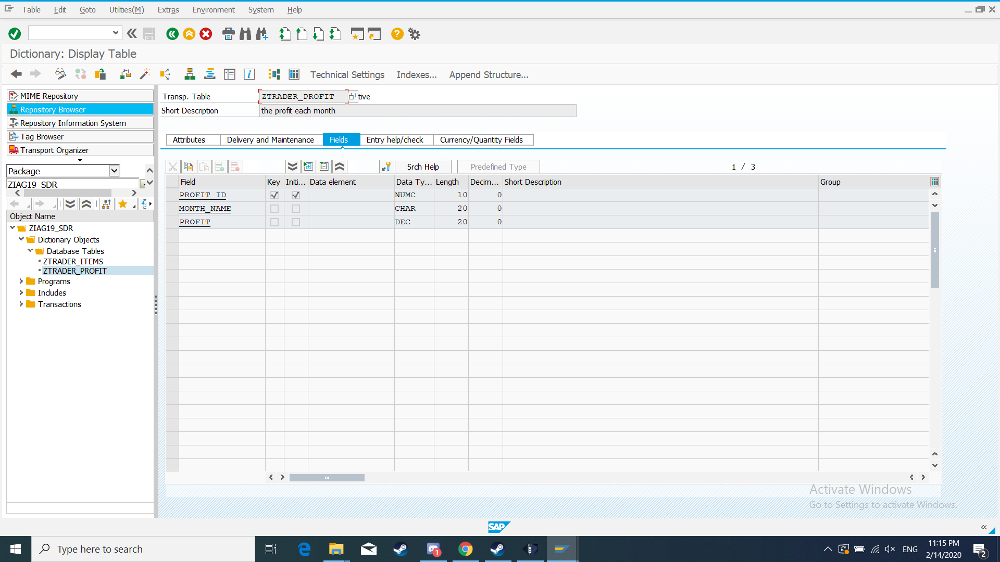 Table Edit Goto Utilities(M) Extras Environment System Help
Dictionary: Display Table
Technical Settings Indexes... Append Structure...
MIME Repository
Repository Browser
Repository Information System
Tag Browser
Transport Organizer
Package
ZIAG19_SDR
Object Name
ZIAG19_SDR
Dictionary Objects
Database Tables
ZTRADER_ITEMS
ZTRADER_PROFIT
Programs
Includes
Transactions
Transp. Table ZTRADER_PROFIT tive
Short Description the profit each month
Attributes Delivery and Maintenance Fields Entry help/check Currency/Quantity Fields
Srch Help Predefined Type 1 / 3
Field Key Initi... Data element Data Ty... Length Decim... Short Description Group
PROFIT_ID NUMC 10 0
MONTH_NAME CHAR 20 0
PROFIT DEC 20 0
Activate Windows
Go to Settings to activate Windows.
SAP
Type here to search
1
ENG
11:15 PM
2/14/2020
2